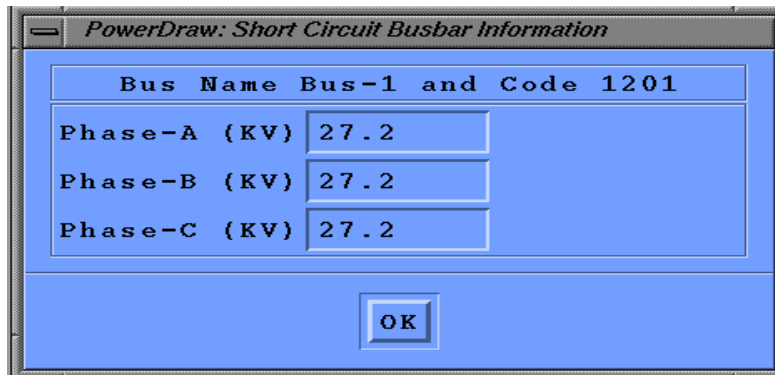 PowerDraw: Short Circuit Busbar Information
Bus Name Bus-1 and Code 1201
Phase-A (KV) 27.2
Phase-B (KV) 27.2
Phase-C (KV) 27.2
OK